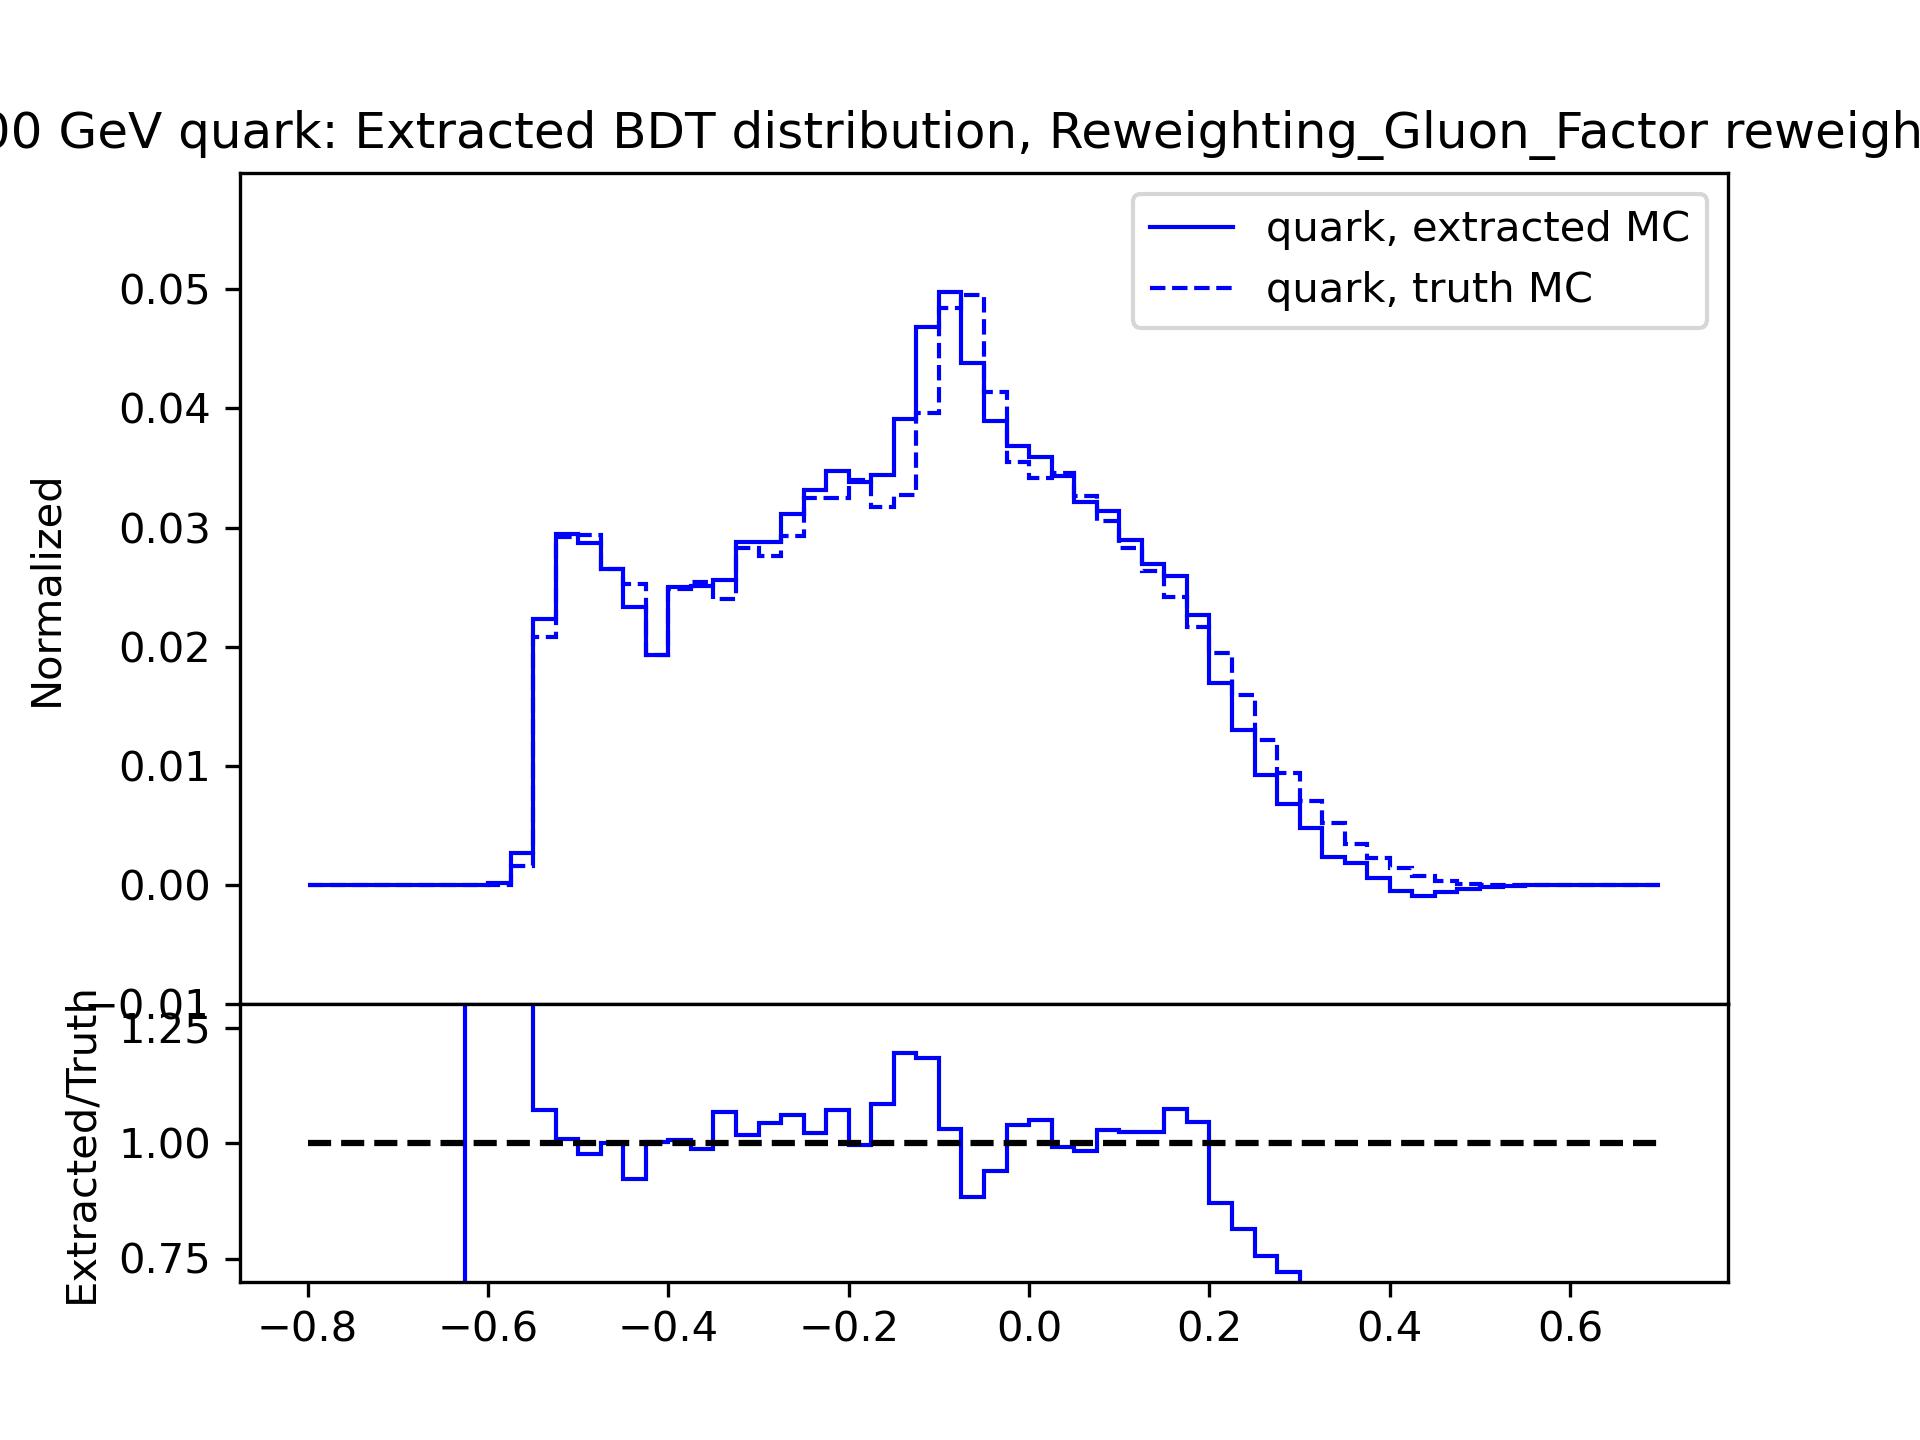 00 GeV quark: Extracted BDT distribution, Reweighting_Gluon_Factor reweigh
quark, extracted MC
quark, truth MC
Normalized
0.05
0.04
0.03
0.02
0.01
0.00
−0.01
Extracted/Truth
1.25
1.00
0.75
−0.8 −0.6 −0.4 −0.2 0.0 0.2 0.4 0.6